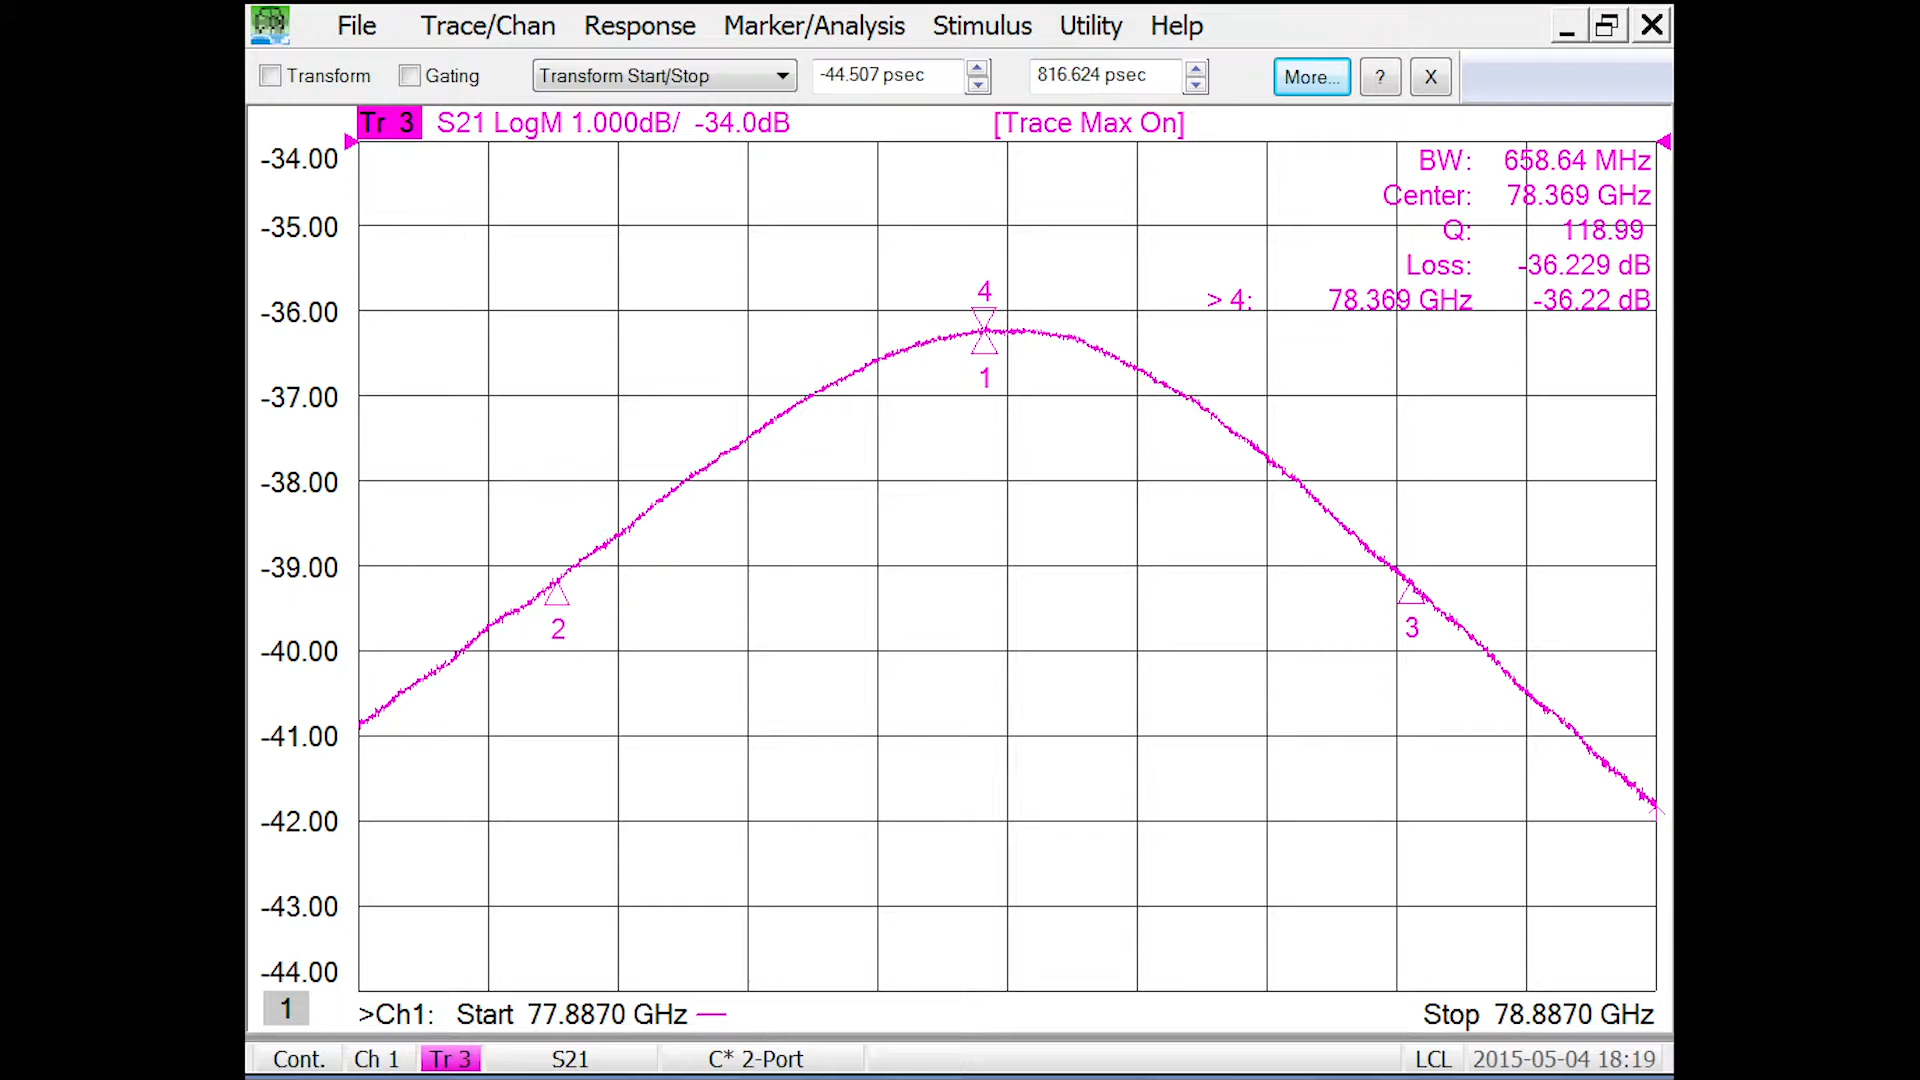 File Trace/Chan Response Marker/Analysis Stimulus Utility Help
Transform Gating Transform Start/Stop -44.507 psec 816.624 psec More... ? X
Tr 3 S21 LogM 1.000dB/ -34.0dB [Trace Max On]
-34.00
-35.00
-36.00
-37.00
-38.00
-39.00
-40.00
-41.00
-42.00
-43.00
-44.00
BW: 658.64 MHz
Center: 78.369 GHz
Q: 118.99
Loss: -36.229 dB
> 4: 78.369 GHz -36.22 dB
4
1
2
3
1 >Ch1: Start 77.8870 GHz Stop 78.8870 GHz
Cont. Ch 1 Tr 3 S21 C* 2-Port LCL 2015-05-04 18:19